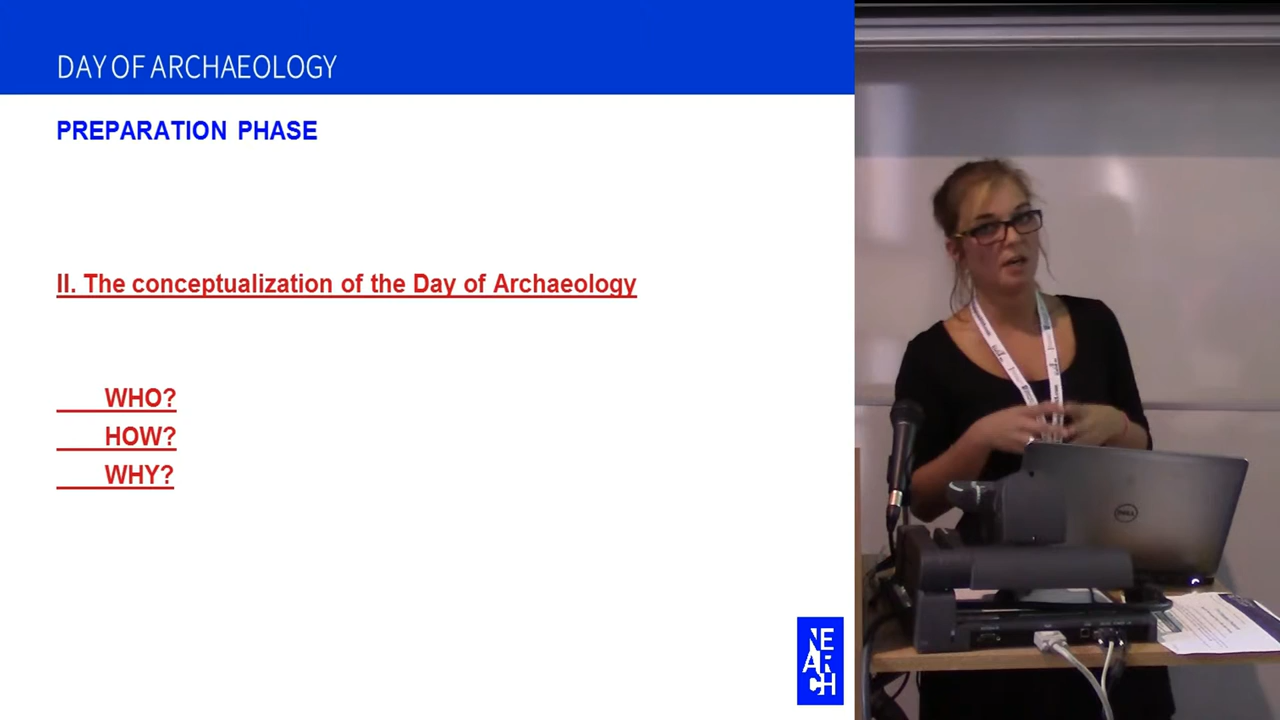 DAY OF ARCHAEOLOGY
PREPARATION PHASE
II. The conceptualization of the Day of Archaeology
WHO?
HOW?
WHY?
NE
AR
CH
DELL